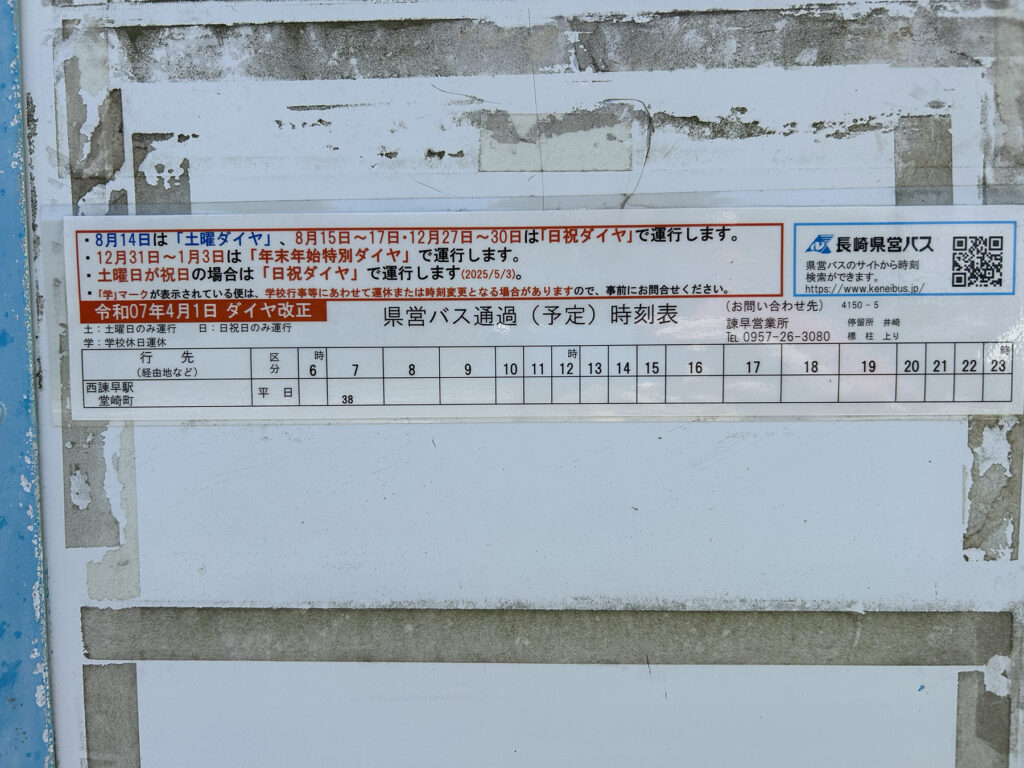 ・8月14日は「土曜ダイヤ」、8月15日～17日・12月27日～30日は「日祝ダイヤ」で運行します。
・12月31日～1月3日は「年末年始特別ダイヤ」で運行します。
・土曜日が祝日の場合は「日祝ダイヤ」で運行します(2025/5/3)。
・「学」マークが表示されている便は、学校行事等にあわせて運休または時刻変更となる場合がありますので、事前にお問合せください。
長崎県営バス
県営バスのサイトから時刻
検索ができます。
https://www.keneibus.jp/
令和07年4月1日 ダイヤ改正
県営バス通過（予定）時刻表
(お問い合わせ先)
諫早営業所
TEL 0957-26-3080
4150-5
停留所 井崎
標 柱 上り
土：土曜日のみ運行 日：日祝日のみ運行
学：学校休日運休
行 先
(経由地など)
区分
時 6 7 8 9 10 11 時 12 13 14 15 16 17 18 19 20 21 22 時 23
西諫早駅
堂崎町
平 日
38